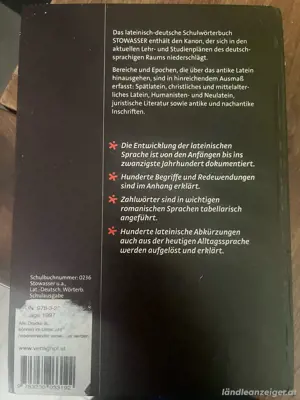 Das lateinisch-deutsche Schulwörterbuch
STOWASSER enthält den Kanon, der sich in den
aktuellen Lehr- und Studienplänen des deutsch-
sprachigen Raums niederschlägt.
Bereiche und Epochen, die über das antike Latein
hinausgehen, sind in hinreichendem Ausmaß
erfasst: Spätlatein, christliches und mittelalter-
liches Latein, Humanisten- und Neulatein,
juristische Literatur sowie antike und nachantike
Inschriften.
Die Entwicklung der lateinischen
Sprache ist von den Anfängen bis ins
zwanzigste Jahrhundert dokumentiert.
Hunderte Begriffe und Redewendungen
sind im Anhang erklärt.
Zahlwörter sind in wichtigen
romanischen Sprachen tabellarisch
angeführt.
Hunderte lateinische Abkürzungen
auch aus der heutigen Alltagssprache
werden aufgelöst und erklärt.
Schulbuchnummer: 0236
Stowasser u.a.,
Lat.-Deutsch. Wörterb.
Schulausgabe
1997
ländleanzeiger.at